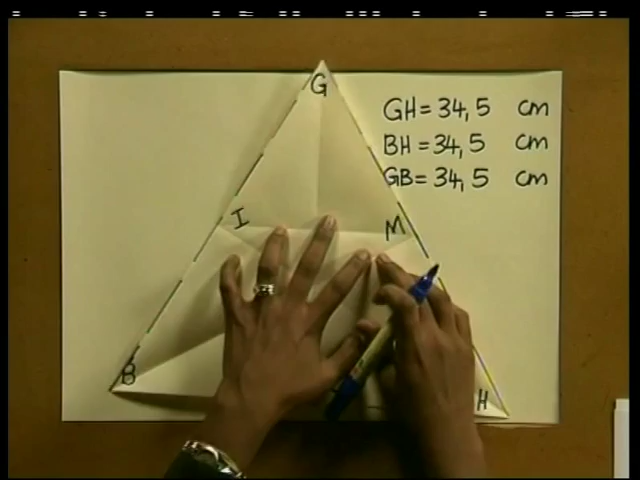 G
GH = 34,5 cm
BH = 34,5 cm
GB = 34,5 cm
I
M
B
H